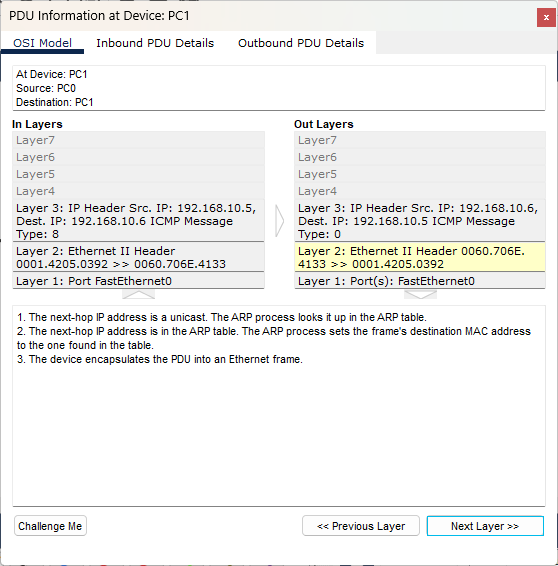 PDU Information at Device: PC1
x
OSI Model Inbound PDU Details Outbound PDU Details
At Device: PC1
Source: PC0
Destination: PC1
In Layers
Layer7
Layer6
Layer5
Layer4
Layer 3: IP Header Src. IP: 192.168.10.5,
Dest. IP: 192.168.10.6 ICMP Message
Type: 8
Layer 2: Ethernet II Header
0001.4205.0392 >> 0060.706E.4133
Layer 1: Port FastEthernet0
Out Layers
Layer7
Layer6
Layer5
Layer4
Layer 3: IP Header Src. IP: 192.168.10.6,
Dest. IP: 192.168.10.5 ICMP Message
Type: 0
Layer 2: Ethernet II Header 0060.706E.
4133 >> 0001.4205.0392
Layer 1: Port(s): FastEthernet0
1. The next-hop IP address is a unicast. The ARP process looks it up in the ARP table.
2. The next-hop IP address is in the ARP table. The ARP process sets the frame's destination MAC address
to the one found in the table.
3. The device encapsulates the PDU into an Ethernet frame.
Challenge Me << Previous Layer Next Layer >>